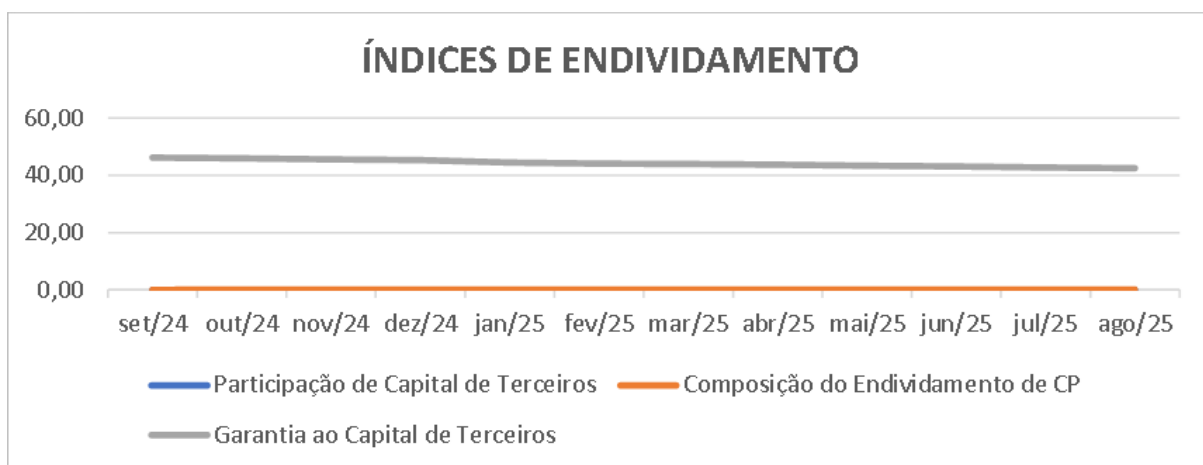 ÍNDICES DE ENDIVIDAMENTO
60,00
40,00
20,00
0,00
set/24 out/24 nov/24 dez/24 jan/25 fev/25 mar/25 abr/25 mai/25 jun/25 jul/25 ago/25
Participação de Capital de Terceiros Composição do Endividamento de CP
Garantia ao Capital de Terceiros